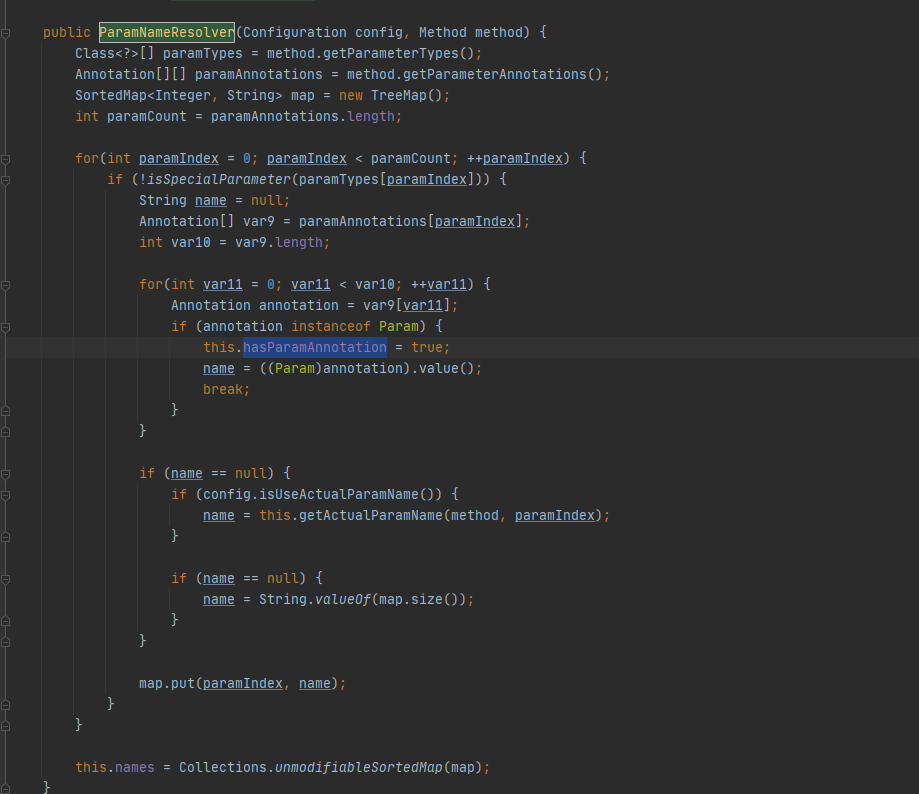 public ParamNameResolver(Configuration config, Method method) {
    Class<?>[] paramTypes = method.getParameterTypes();
    Annotation[][] paramAnnotations = method.getParameterAnnotations();
    SortedMap<Integer, String> map = new TreeMap();
    int paramCount = paramAnnotations.length;

    for(int paramIndex = 0; paramIndex < paramCount; ++paramIndex) {
        if (!isSpecialParameter(paramTypes[paramIndex])) {
            String name = null;
            Annotation[] var9 = paramAnnotations[paramIndex];
            int var10 = var9.length;

            for(int var11 = 0; var11 < var10; ++var11) {
                Annotation annotation = var9[var11];
                if (annotation instanceof Param) {
                    this.hasParamAnnotation = true;
                    name = ((Param)annotation).value();
                    break;
                }
            }

            if (name == null) {
                if (config.isUseActualParamName()) {
                    name = this.getActualParamName(method, paramIndex);
                }

                if (name == null) {
                    name = String.valueOf(map.size());
                }
            }

            map.put(paramIndex, name);
        }
    }

    this.names = Collections.unmodifiableSortedMap(map);
}